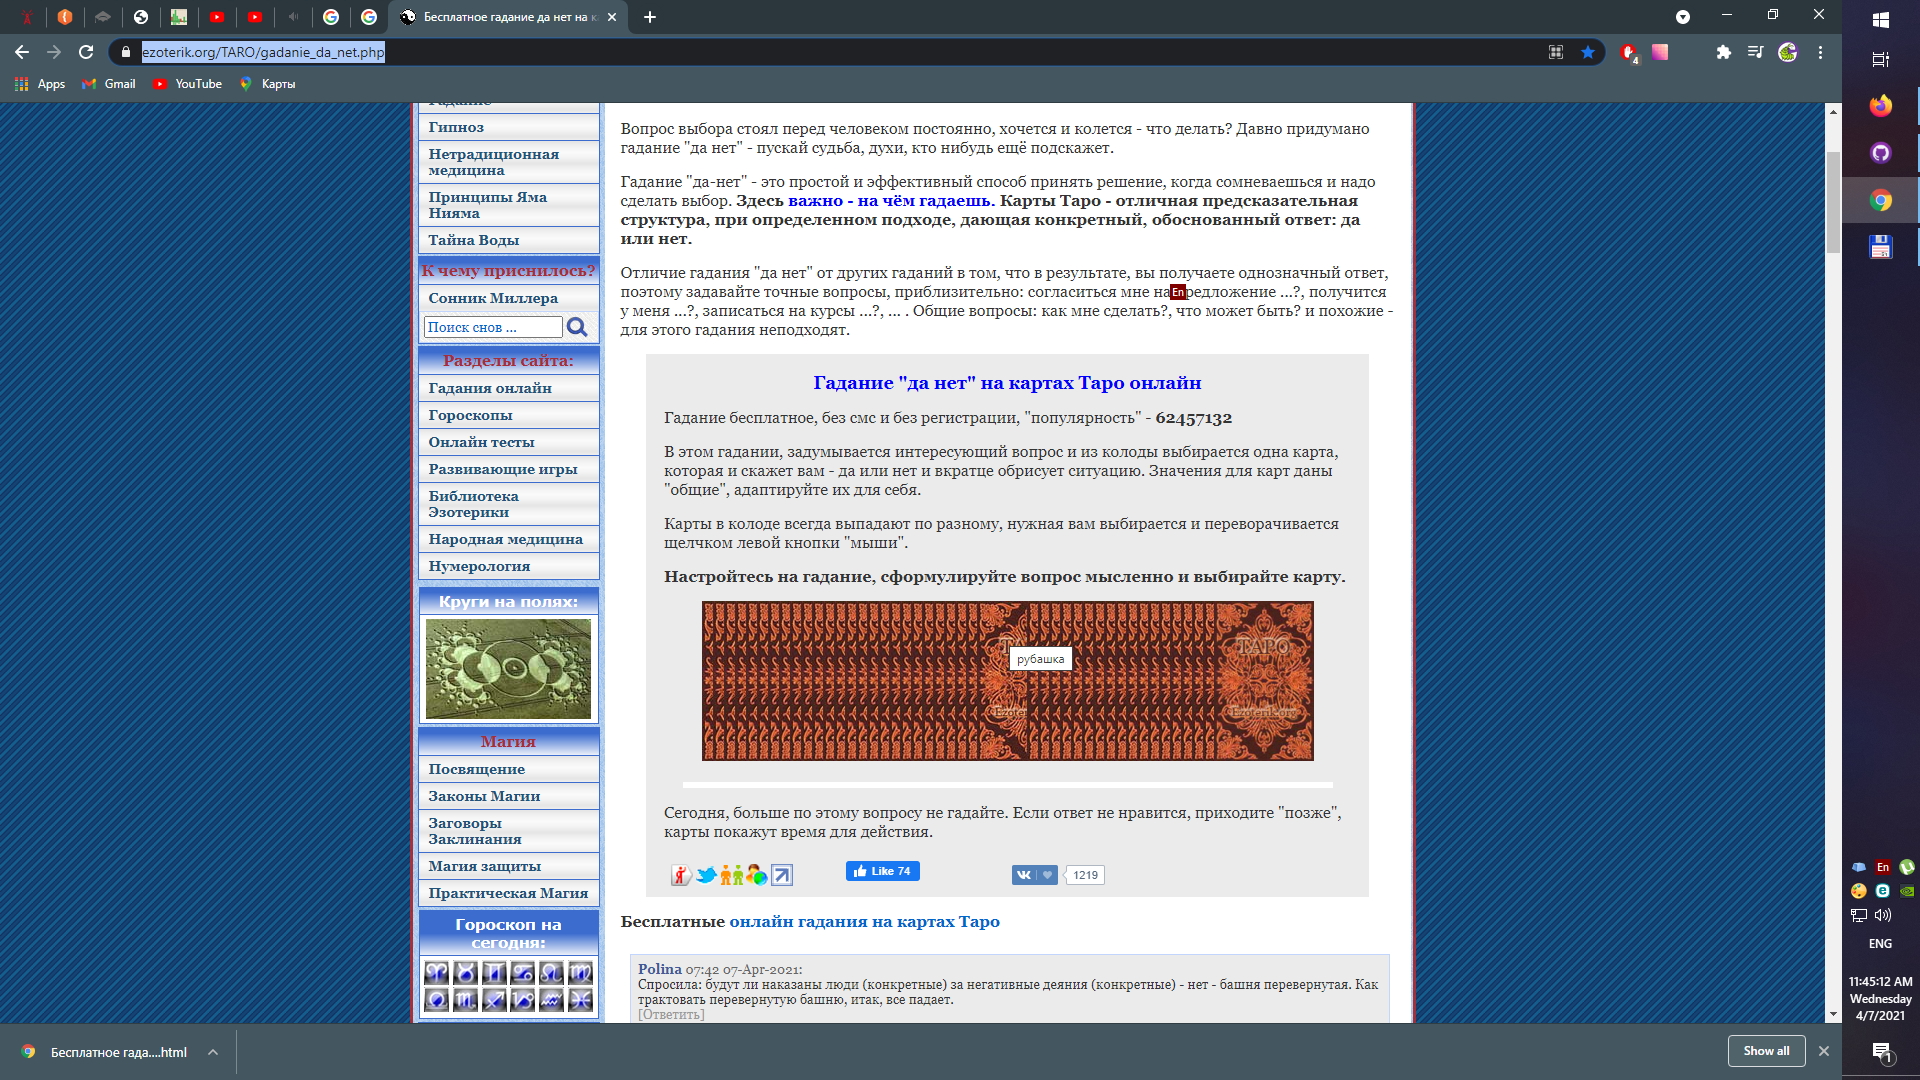 Бесплатное гадание да нет на к
ezoterik.org/TARO/gadanie_da_net.php
4
Apps
Gmail
YouTube
Карты
Гадание
Гипноз
Нетрадиционная
медицина
Принципы Яма
Нияма
Тайна Воды
К чему приснилось?
Сонник Миллера
Поиск снов ...
Разделы сайта:
Гадания онлайн
Гороскопы
Онлайн тесты
Развивающие игры
Библиотека
Эзотерики
Народная медицина
Нумерология
Круги на полях:
Магия
Посвящение
Законы Магии
Заговоры
Заклинания
Магия защиты
Практическая Магия
Гороскоп на
сегодня:
Вопрос выбора стоял перед человеком постоянно, хочется и колется - что делать? Давно придумано
гадание "да нет" - пускай судьба, духи, кто нибудь ещё подскажет.
Гадание "да-нет" - это простой и эффективный способ принять решение, когда сомневаешься и надо
сделать выбор. Здесь важно - на чём гадаешь. Карты Таро - отличная предсказательная
структура, при определенном подходе, дающая конкретный, обоснованный ответ: да
или нет.
Отличие гадания "да нет" от других гаданий в том, что в результате, вы получаете однозначный ответ,
поэтому задавайте точные вопросы, приблизительно: согласиться мне на En редложение ...?, получится
у меня ...?, записаться на курсы ...?, ... . Общие вопросы: как мне сделать?, что может быть? и похожие -
для этого гадания неподходят.
Гадание "да нет" на картах Таро онлайн
Гадание бесплатное, без смс и без регистрации, "популярность" - 62457132
В этом гадании, задумывается интересующий вопрос и из колоды выбирается одна карта,
которая и скажет вам - да или нет и вкратце обрисует ситуацию. Значения для карт даны
"общие", адаптируйте их для себя.
Карты в колоде всегда выпадают по разному, нужная вам выбирается и переворачивается
щелчком левой кнопки "мыши".
Настройтесь на гадание, сформулируйте вопрос мысленно и выбирайте карту.
ТАРО
рубашка
Ezoterik.org
Сегодня, больше по этому вопросу не гадайте. Если ответ не нравится, приходите "позже",
карты покажут время для действия.
Like 74
1219
Бесплатные онлайн гадания на картах Таро
Polina 07:42 07-Apr-2021:
Спросила: будут ли наказаны люди (конкретные) за негативные деяния (конкретные) - нет - башня перевернутая. Как
трактовать перевернутую башню, итак, все падает.
[Ответить]
Бесплатное гада....html
Show all
En
ENG
11:45:12 AM
Wednesday
4/7/2021
1